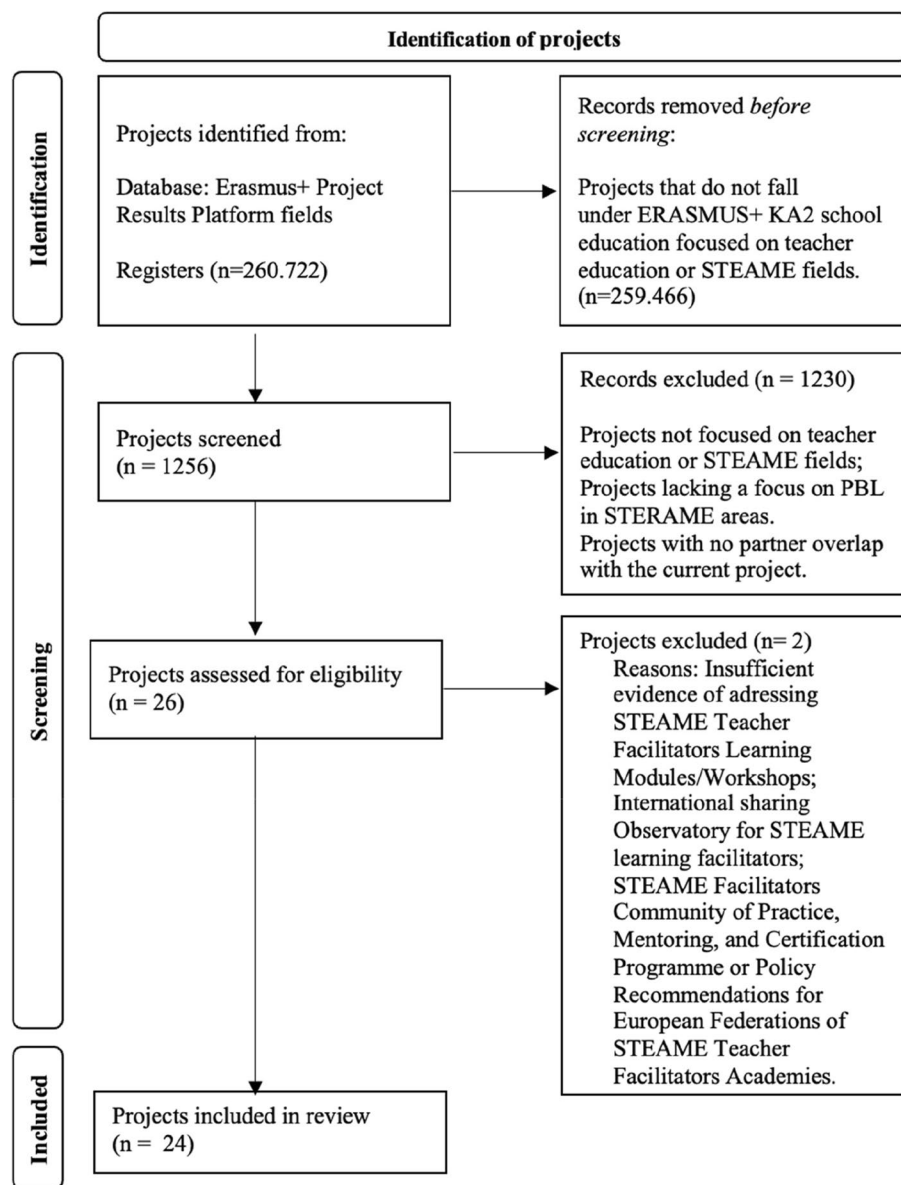 Identification of projects
Identification
Projects identified from:
Database: Erasmus+ Project
Results Platform fields
Registers (n=260.722)
Records removed before
screening:
Projects that do not fall
under ERASMUS+ KA2 school
education focused on teacher
education or STEAME fields.
(n=259.466)
Screening
Projects screened
(n = 1256)
Records excluded (n = 1230)
Projects not focused on teacher
education or STEAME fields;
Projects lacking a focus on PBL
in STERAME areas.
Projects with no partner overlap
with the current project.
Projects assessed for eligibility
(n = 26)
Projects excluded (n= 2)
Reasons: Insufficient
evidence of adressing
STEAME Teacher
Facilitators Learning
Modules/Workshops;
International sharing
Observatory for STEAME
learning facilitators;
STEAME Facilitators
Community of Practice,
Mentoring, and Certification
Programme or Policy
Recommendations for
European Federations of
STEAME Teacher
Facilitators Academies.
Included
Projects included in review
(n = 24)